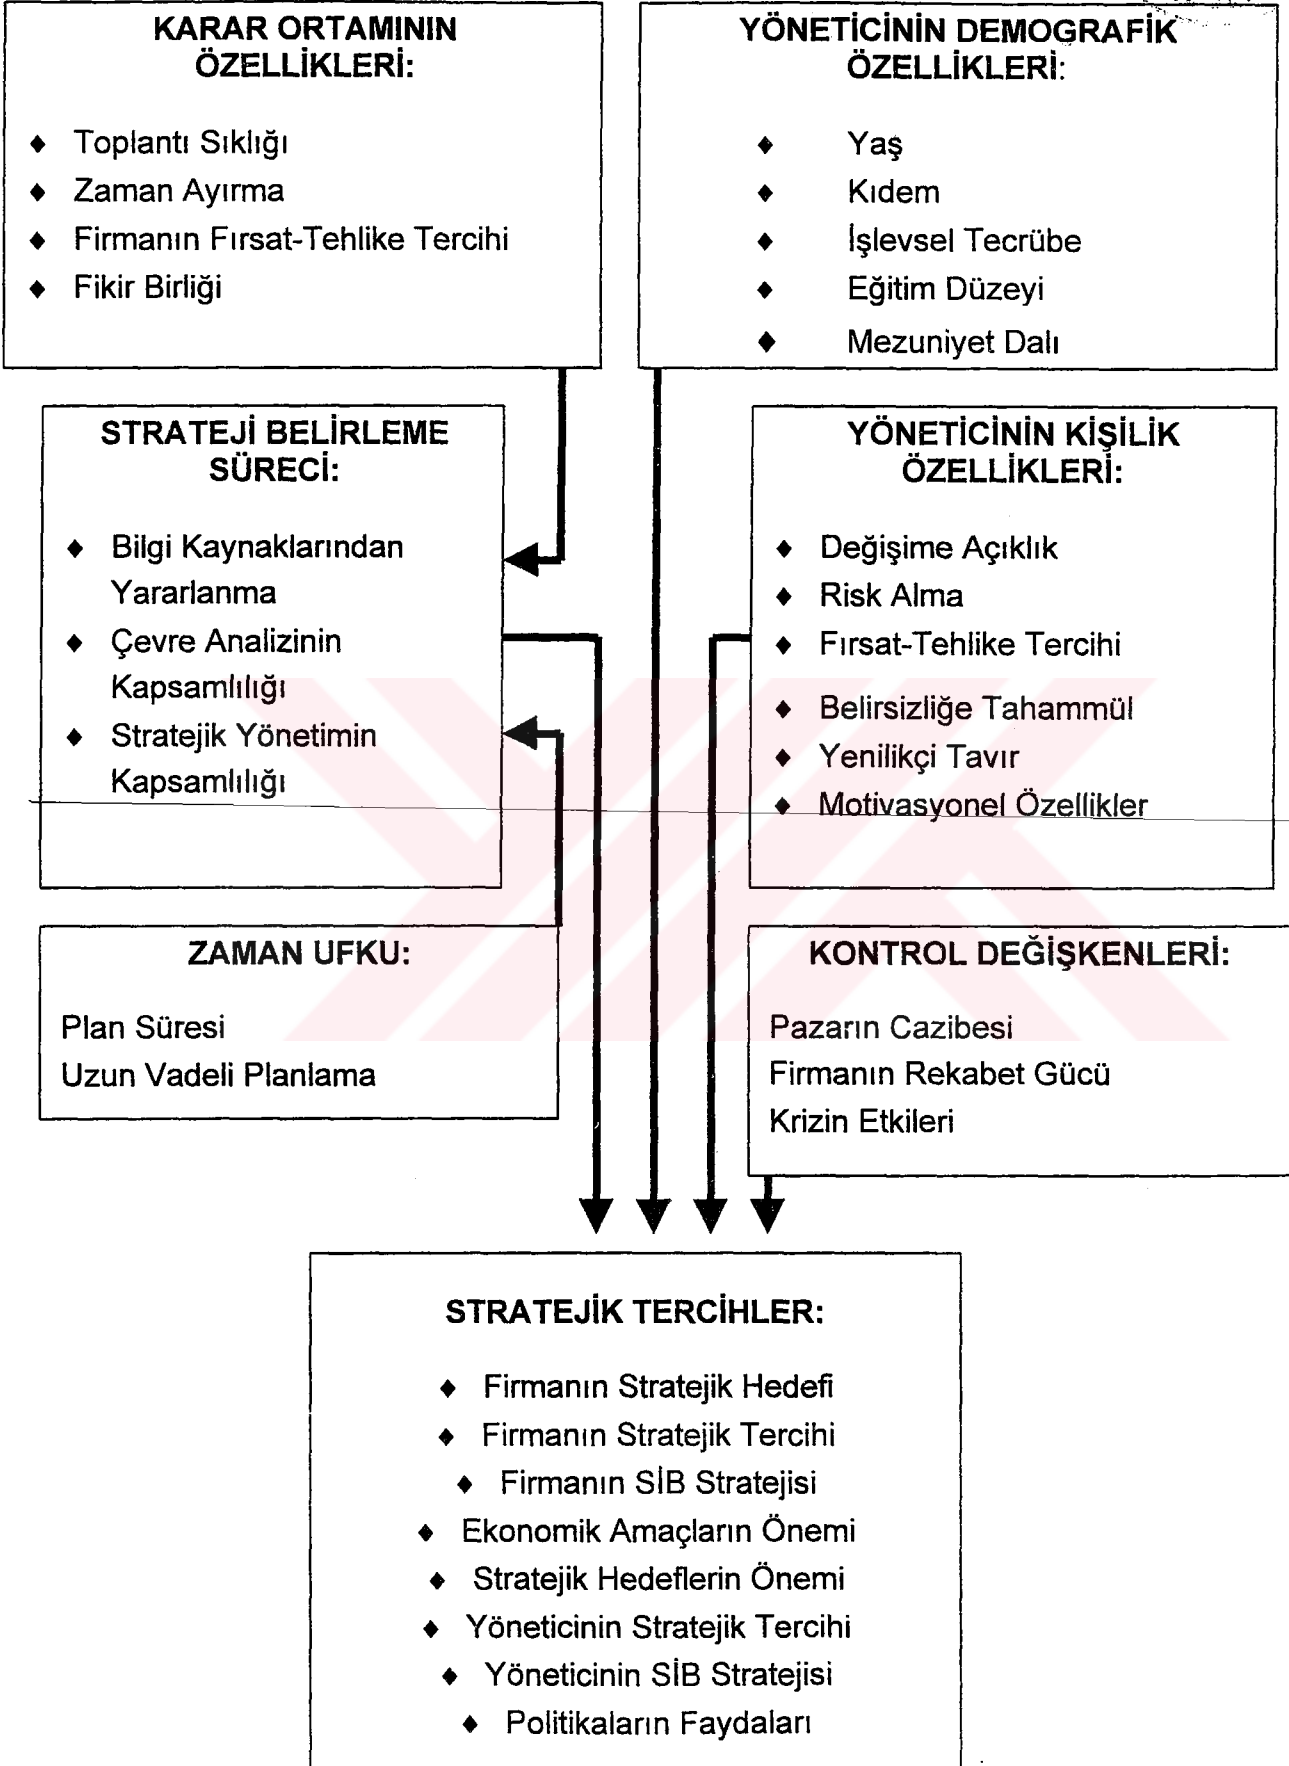 KARAR ORTAMININ
ÖZELLİKLERİ:
♦ Toplantı Sıklığı
♦ Zaman Ayırma
♦ Firmanın Fırsat-Tehlike Tercihi
♦ Fikir Birliği
YÖNETİCİNİN DEMOGRAFİK
ÖZELLİKLERİ:
♦ Yaş
♦ Kıdem
♦ İşlevsel Tecrübe
♦ Eğitim Düzeyi
♦ Mezuniyet Dalı
STRATEJİ BELİRLEME
SÜRECİ:
♦ Bilgi Kaynaklarından
Yararlanma
♦ Çevre Analizinin
Kapsamlılığı
♦ Stratejik Yönetimin
Kapsamlılığı
YÖNETİCİNİN KİŞİLİK
ÖZELLİKLERİ:
♦ Değişime Açıklık
♦ Risk Alma
♦ Fırsat-Tehlike Tercihi
♦ Belirsizliğe Tahammül
♦ Yenilikçi Tavır
♦ Motivasyonel Özellikler
ZAMAN UFKU:
Plan Süresi
Uzun Vadeli Planlama
KONTROL DEĞİŞKENLERİ:
Pazarın Cazibesi
Firmanın Rekabet Gücü
Krizin Etkileri
STRATEJİK TERCİHLER:
♦ Firmanın Stratejik Hedefi
♦ Firmanın Stratejik Tercihi
♦ Firmanın SİB Stratejisi
♦ Ekonomik Amaçların Önemi
♦ Stratejik Hedeflerin Önemi
♦ Yöneticinin Stratejik Tercihi
♦ Yöneticinin SİB Stratejisi
♦ Politikaların Faydaları